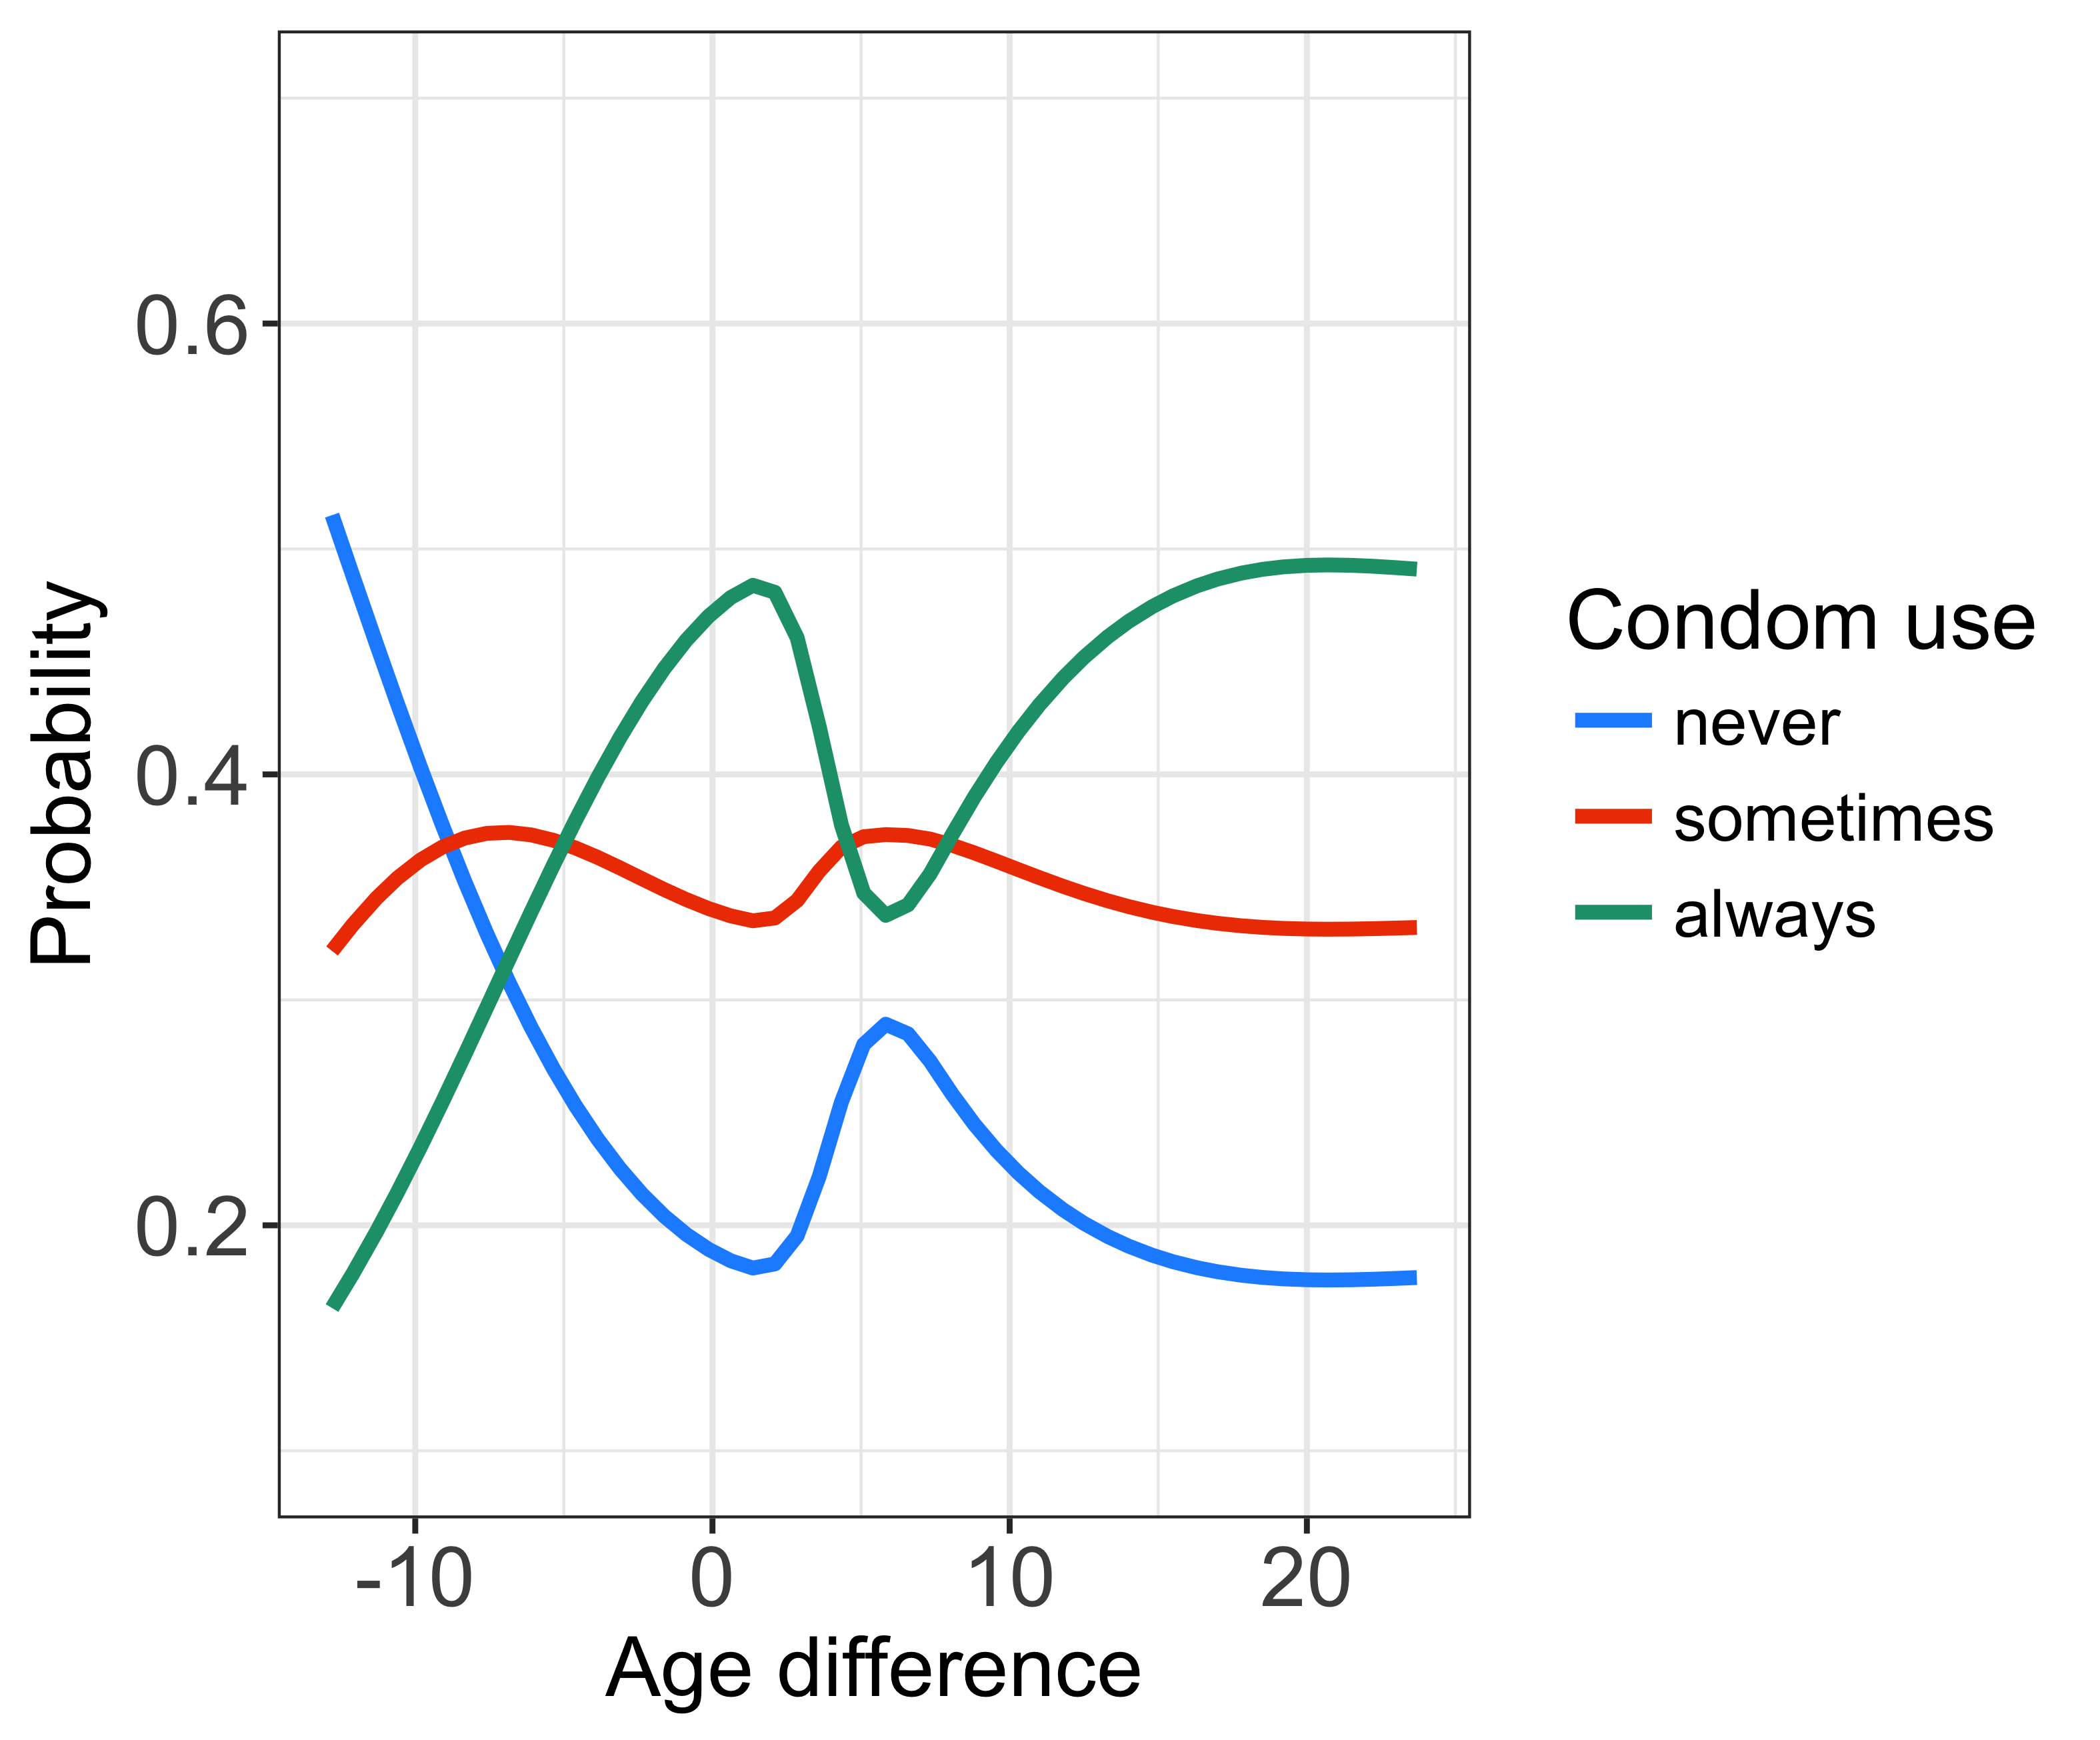 0.6
0.4
0.2
Probability
-10 0 10 20
Age difference
Condom use
never
sometimes
always